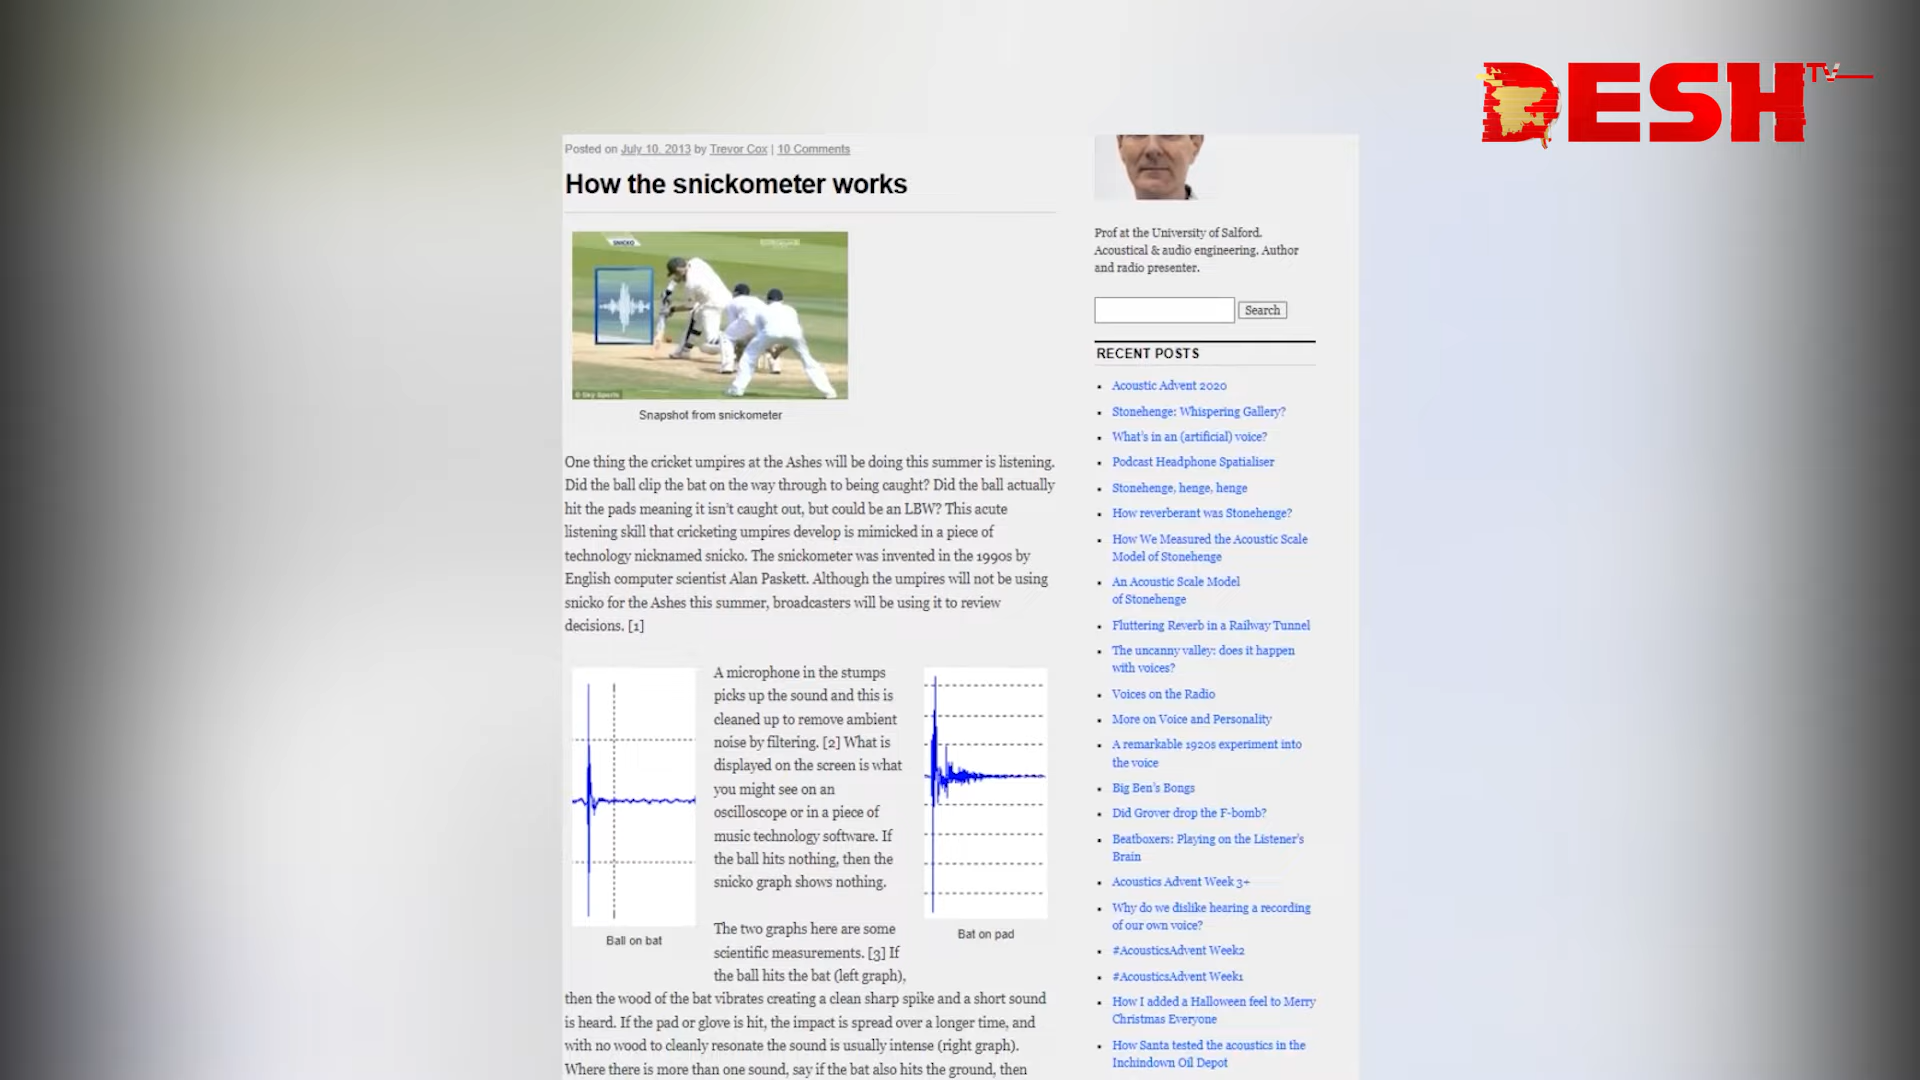 DESH TV
Posted on July 10, 2013 by Trevor Cox | 10 Comments
How the snickometer works
SNICKO
© Sky Sports
Snapshot from snickometer
One thing the cricket umpires at the Ashes will be doing this summer is listening.
Did the ball clip the bat on the way through to being caught? Did the ball actually
hit the pads meaning it isn't caught out, but could be an LBW? This acute
listening skill that cricketing umpires develop is mimicked in a piece of
technology nicknamed snicko. The snickometer was invented in the 1990s by
English computer scientist Alan Paskett. Although the umpires will not be using
snicko for the Ashes this summer, broadcasters will be using it to review
decisions. [1]
A microphone in the stumps
picks up the sound and this is
cleaned up to remove ambient
noise by filtering. [2] What is
displayed on the screen is what
you might see on an
oscilloscope or in a piece of
music technology software. If
the ball hits nothing, then the
snicko graph shows nothing.
Ball on bat
Bat on pad
The two graphs here are some
scientific measurements. [3] If
the ball hits the bat (left graph),
then the wood of the bat vibrates creating a clean sharp spike and a short sound
is heard. If the pad or glove is hit, the impact is spread over a longer time, and
with no wood to cleanly resonate the sound is usually intense (right graph).
Where there is more than one sound, say if the bat also hits the ground, then
Prof at the University of Salford.
Acoustical & audio engineering. Author
and radio presenter.
Search
RECENT POSTS
Acoustic Advent 2020
Stonehenge: Whispering Gallery?
What's in an (artificial) voice?
Podcast Headphone Spatialiser
Stonehenge, henge, henge
How reverberant was Stonehenge?
How We Measured the Acoustic Scale
Model of Stonehenge
An Acoustic Scale Model
of Stonehenge
Fluttering Reverb in a Railway Tunnel
The uncanny valley: does it happen
with voices?
Voices on the Radio
More on Voice and Personality
A remarkable 1920s experiment into
the voice
Big Ben's Bongs
Did Grover drop the F-bomb?
Beatboxers: Playing on the Listener's
Brain
Acoustics Advent Week 3+
Why do we dislike hearing a recording
of our own voice?
#AcousticsAdvent Week2
#AcousticsAdvent Week1
How I added a Halloween feel to Merry
Christmas Everyone
How Santa tested the acoustics in the
Inchindown Oil Depot